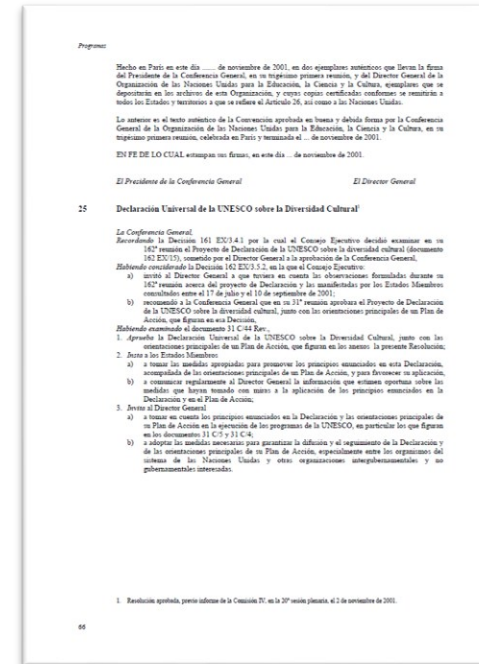 Programas
Hecho en París en este día ...... de noviembre de 2001, en dos ejemplares auténticos que llevan la firma
del Presidente de la Conferencia General, en su trigésimo primera reunión, y del Director General de la
Organización de las Naciones Unidas para la Educación, la Ciencia y la Cultura, ejemplares que se
depositarán en los archivos de esta Organización, y cuyas copias certificadas conformes se remitirán a
todos los Estados y territorios a que se refiere el Artículo 26, así como a las Naciones Unidas.
Lo anterior es el texto auténtico de la Convención aprobada en buena y debida forma por la Conferencia
General de la Organización de las Naciones Unidas para la Educación, la Ciencia y la Cultura, en su
trigésimo primera reunión, celebrada en París y terminada el ... de noviembre de 2001.
EN FE DE LO CUAL estampan sus firmas, en este día ... de noviembre de 2001.
El Presidente de la Conferencia General El Director General
25 Declaración Universal de la UNESCO sobre la Diversidad Cultural¹
La Conferencia General,
Recordando la Decisión 161 EX/3.4.1 por la cual el Consejo Ejecutivo decidió examinar en su
162ª reunión el Proyecto de Declaración de la UNESCO sobre la diversidad cultural (documento
162 EX/15), sometido por el Director General a la aprobación de la Conferencia General,
Habiendo considerado la Decisión 162 EX/3.5.2, en la que el Consejo Ejecutivo:
a) invitó al Director General a que tuviera en cuenta las observaciones formuladas durante su
162ª reunión acerca del proyecto de Declaración y las manifestadas por los Estados Miembros
consultados entre el 17 de julio y el 10 de septiembre de 2001;
b) recomendó a la Conferencia General que en su 31ª reunión aprobara el Proyecto de Declaración
de la UNESCO sobre la diversidad cultural, junto con las orientaciones principales de un Plan de
Acción, que figuran en esa Decisión,
Habiendo examinado el documento 31 C/44 Rev.,
1. Aprueba la Declaración Universal de la UNESCO sobre la Diversidad Cultural, junto con las
orientaciones principales de un Plan de Acción, que figuran en los anexos la presente Resolución;
2. Insta a los Estados Miembros
a) a tomar las medidas apropiadas para promover los principios enunciados en esta Declaración,
acompañada de las orientaciones principales de un Plan de Acción, y para favorecer su aplicación,
b) a comunicar regularmente al Director General la información que estimen oportuna sobre las
medidas que hayan tomado con miras a la aplicación de los principios enunciados en la
Declaración y en el Plan de Acción;
3. Invita al Director General
a) a tomar en cuenta los principios enunciados en la Declaración y las orientaciones principales de
su Plan de Acción en la ejecución de los programas de la UNESCO, en particular los que figuran
en los documentos 31 C/5 y 31 C/4;
b) a adoptar las medidas necesarias para garantizar la difusión y el seguimiento de la Declaración y
de las orientaciones principales de su Plan de Acción, especialmente entre los organismos del
sistema de las Naciones Unidas y otras organizaciones intergubernamentales y no
gubernamentales interesadas.
1. Resolución aprobada, previo informe de la Comisión IV, en la 20ª sesión plenaria, el 2 de noviembre de 2001.
66